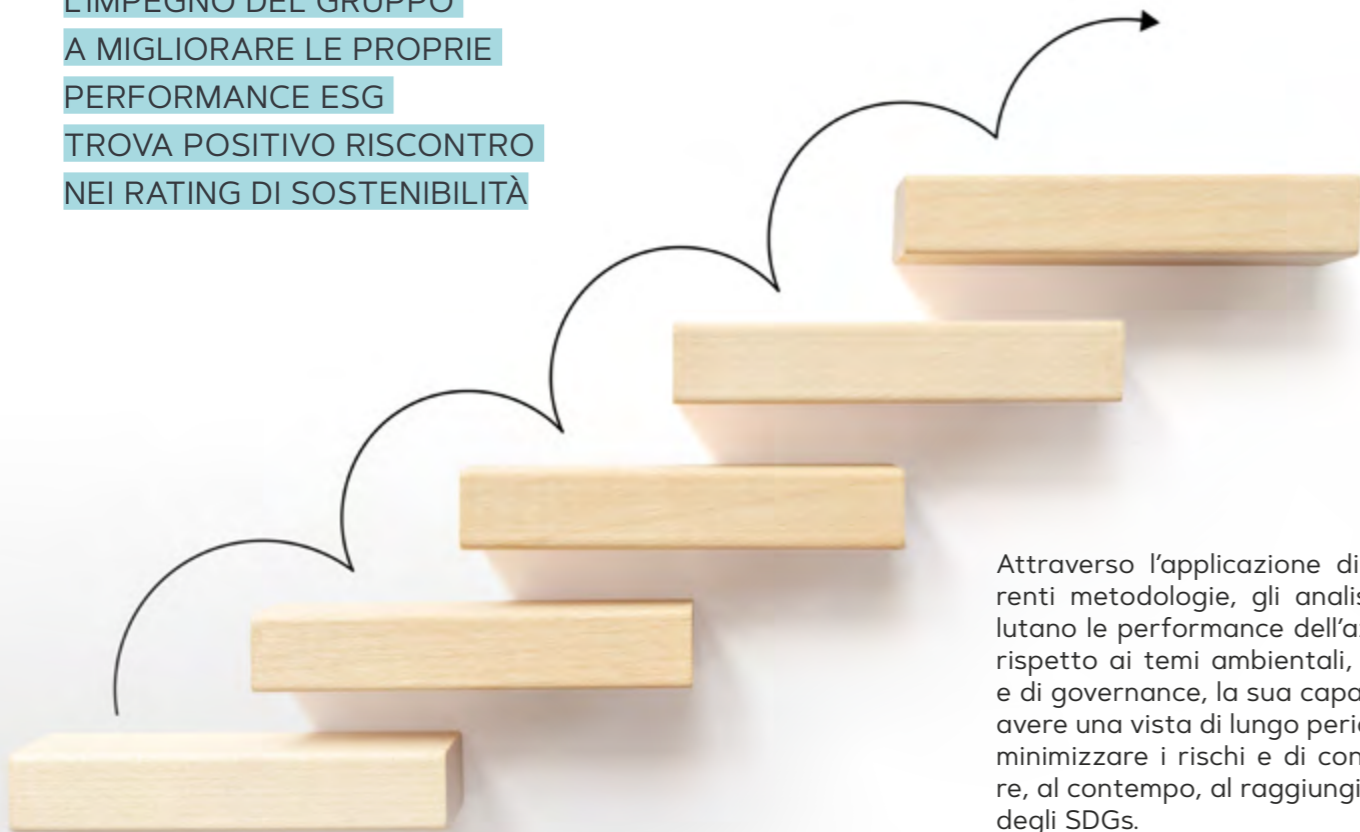 L'IMPEGNO DEL GRUPPO
A MIGLIORARE LE PROPRIE
PERFORMANCE ESG
TROVA POSITIVO RISCONTRO
NEI RATING DI SOSTENIBILITÀ
Attraverso l'applicazione di
renti metodologie, gli analis
lutano le performance dell'a
rispetto ai temi ambientali,
e di governance, la sua capa
avere una vista di lungo peri
minimizzare i rischi e di con
re, al contempo, al raggiungi
degli SDGs.